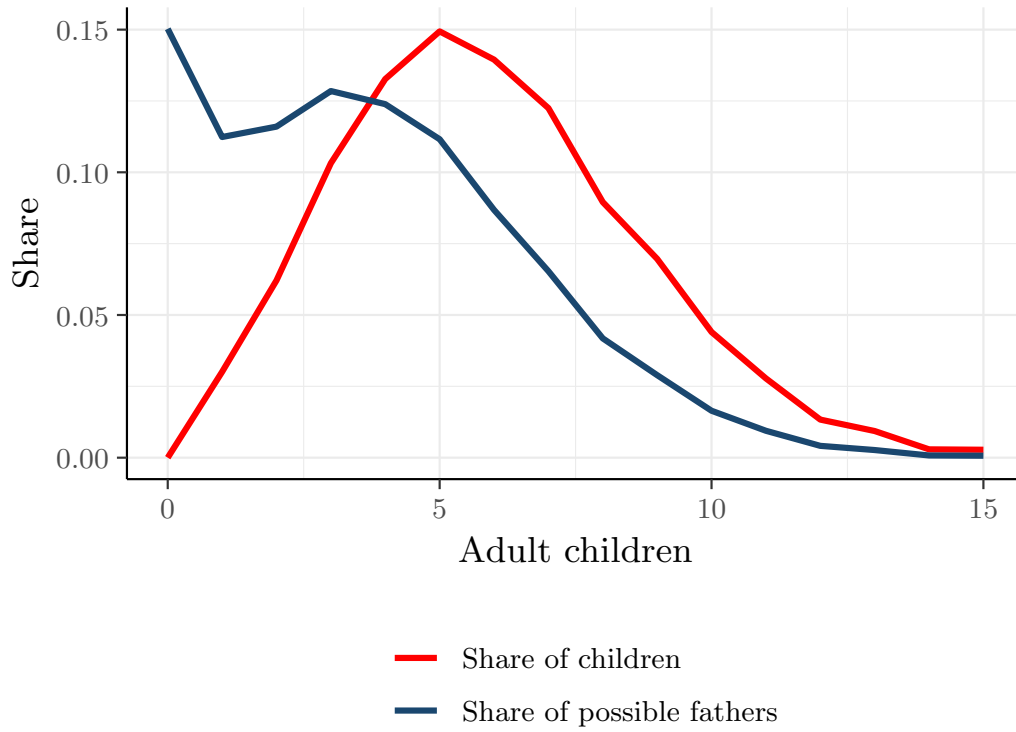 0.15
0.10
0.05
0.00
Share
0 5 10 15
Adult children
Share of children
Share of possible fathers